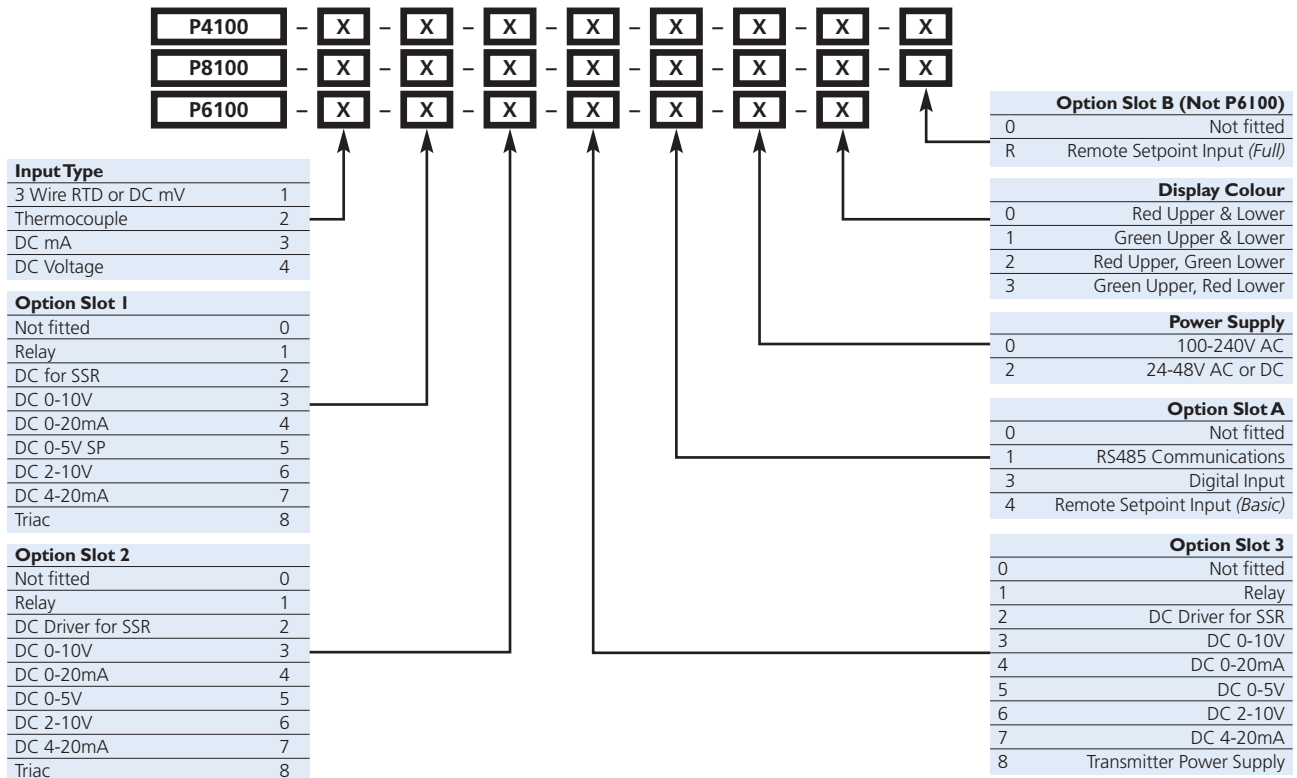 P4100 – X – X – X – X – X – X – X – X
P8100 – X – X – X – X – X – X – X – X
P6100 – X – X – X – X – X – X – X
Input Type
3 Wire RTD or DC mV 1
Thermocouple 2
DC mA 3
DC Voltage 4
Option Slot 1
Not fitted 0
Relay 1
DC for SSR 2
DC 0-10V 3
DC 0-20mA 4
DC 0-5V SP 5
DC 2-10V 6
DC 4-20mA 7
Triac 8
Option Slot 2
Not fitted 0
Relay 1
DC Driver for SSR 2
DC 0-10V 3
DC 0-20mA 4
DC 0-5V 5
DC 2-10V 6
DC 4-20mA 7
Triac 8
Option Slot B (Not P6100)
0 Not fitted
R Remote Setpoint Input (Full)
Display Colour
0 Red Upper & Lower
1 Green Upper & Lower
2 Red Upper, Green Lower
3 Green Upper, Red Lower
Power Supply
0 100-240V AC
2 24-48V AC or DC
Option Slot A
0 Not fitted
1 RS485 Communications
3 Digital Input
4 Remote Setpoint Input (Basic)
Option Slot 3
0 Not fitted
1 Relay
2 DC Driver for SSR
3 DC 0-10V
4 DC 0-20mA
5 DC 0-5V
6 DC 2-10V
7 DC 4-20mA
8 Transmitter Power Supply